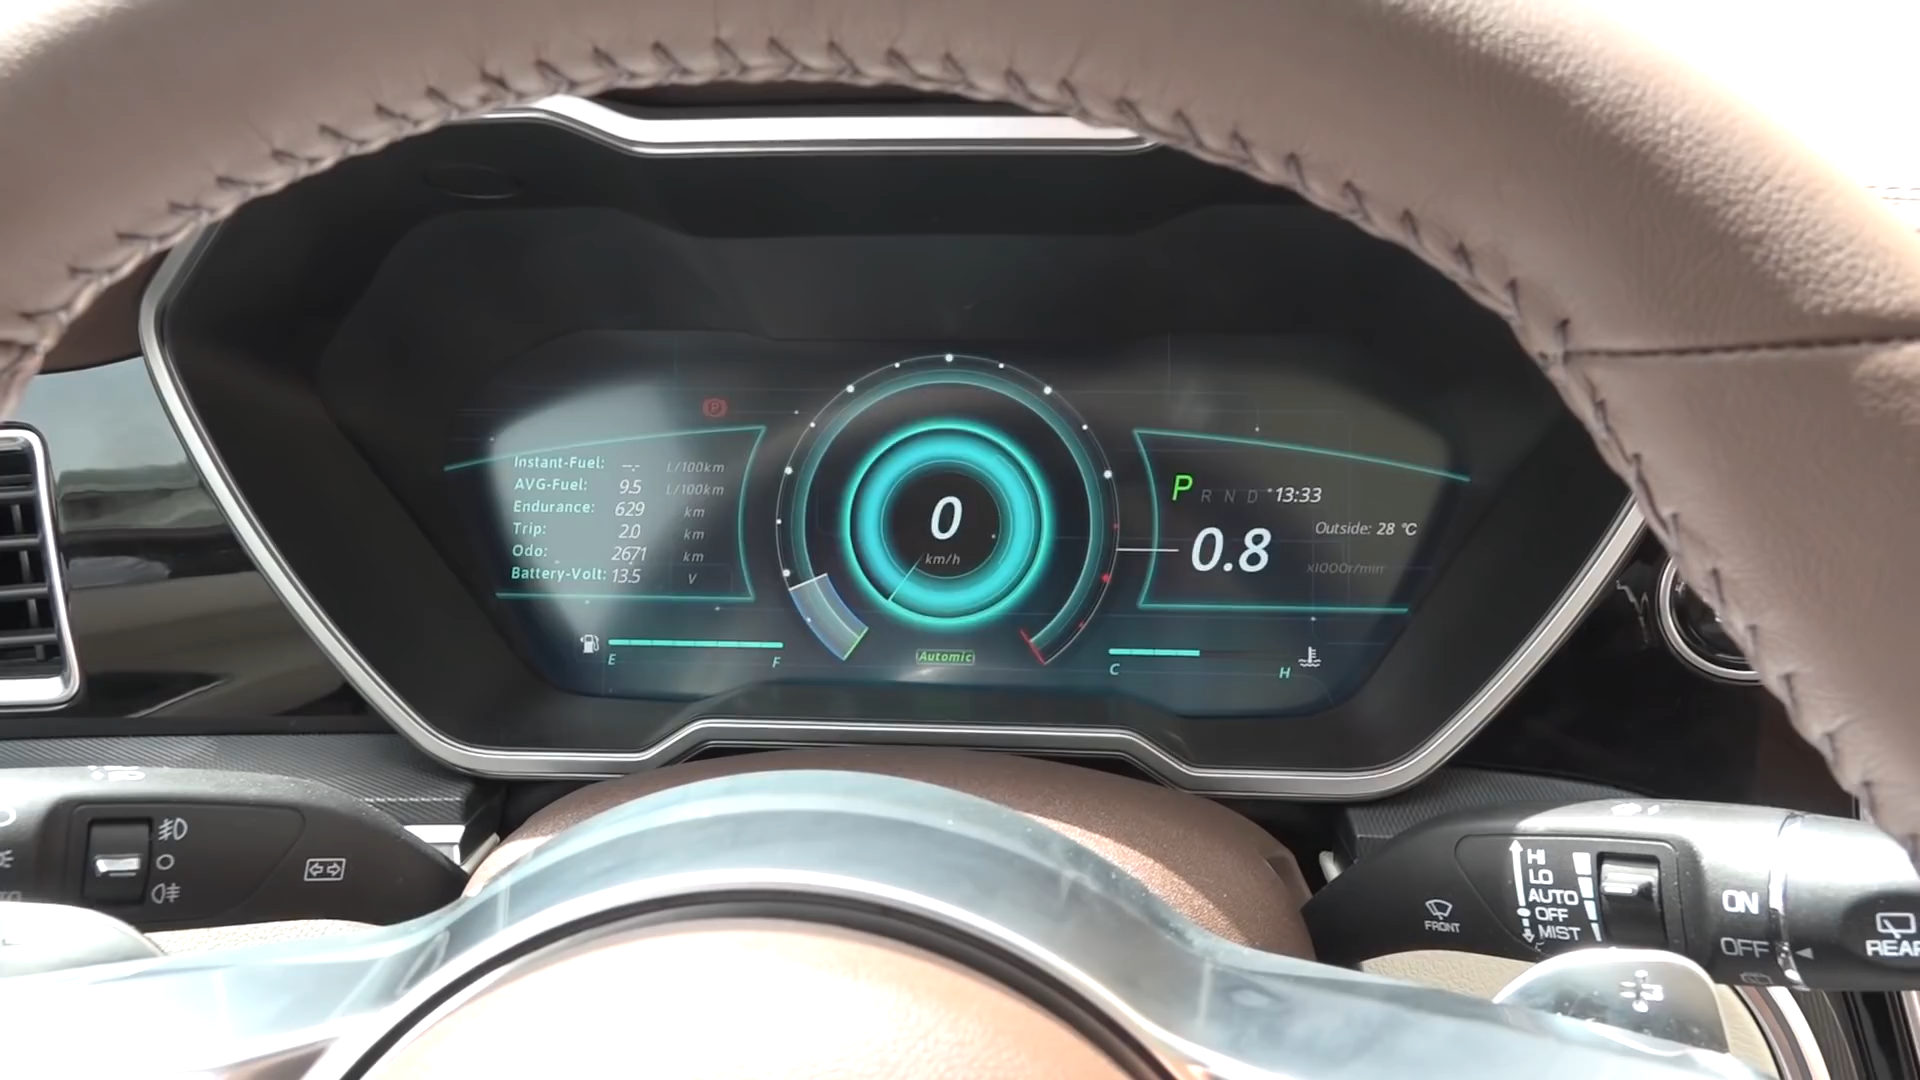 Instant-Fuel: --.- L/100km
AVG-Fuel: 9.5 L/100km
Endurance: 629 km
Trip: 2.0 km
Odo: 2671 km
Battery-Volt: 13.5 V
E F
0
km/h
Automic
P R N D 13:33
Outside: 28 °C
0.8
x1000r/min
C H
HI
LO
AUTO
OFF
MIST
FRONT
ON
OFF
REAR